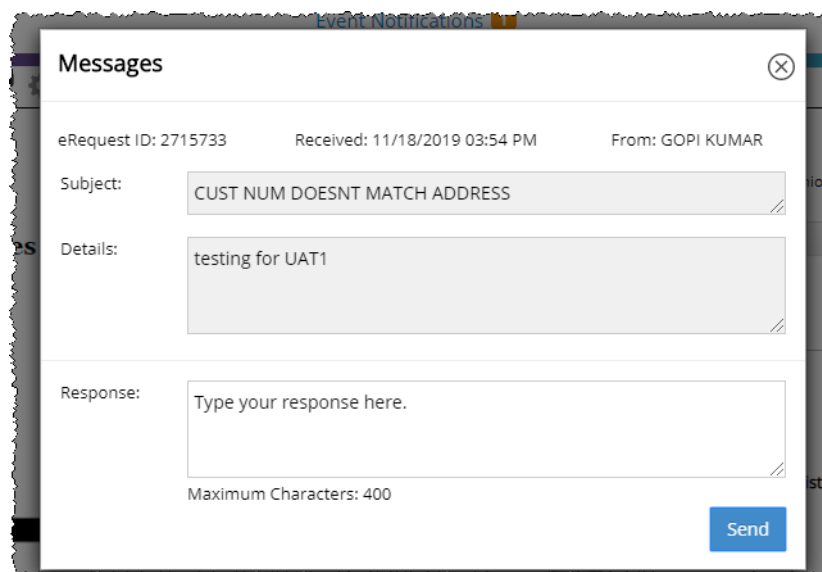 Event Notifications
Messages
eRequest ID: 2715733 Received: 11/18/2019 03:54 PM From: GOPI KUMAR
Subject: CUST NUM DOESNT MATCH ADDRESS
Details: testing for UAT1
Response: Type your response here.
Maximum Characters: 400
Send